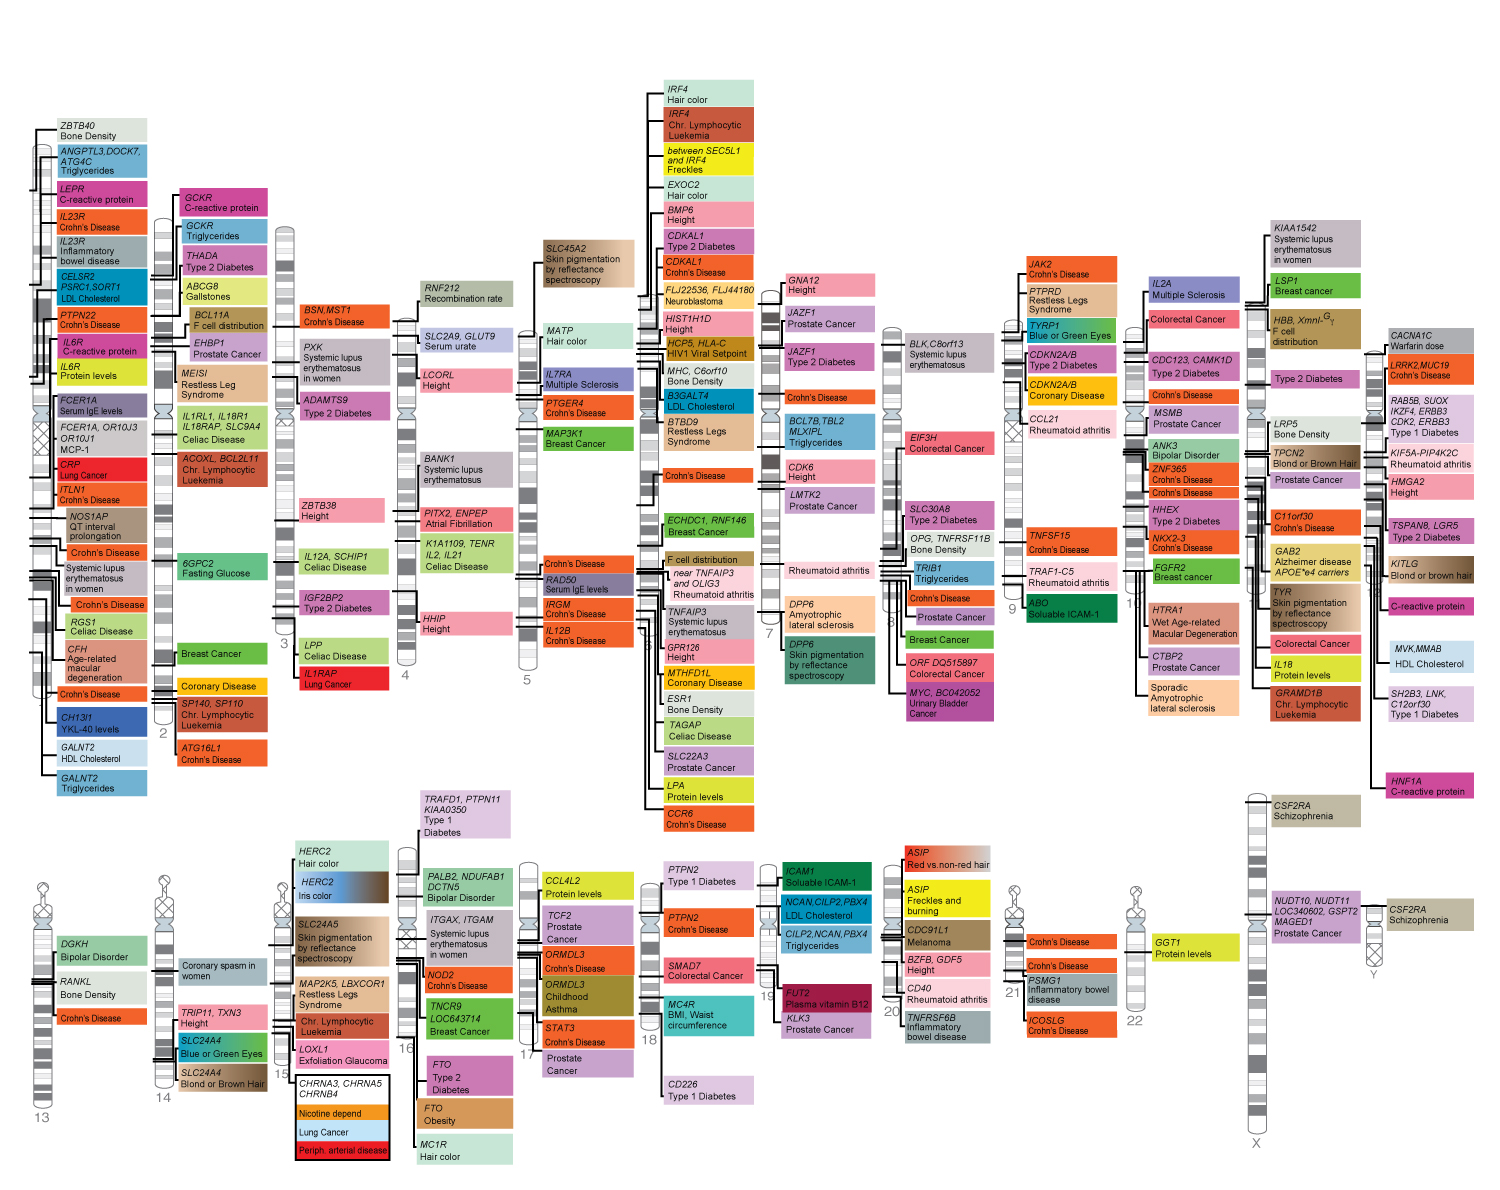 ZBTB40
Bone Density
ANGPTL3,DOCK7,
ATG4C
Triglycerides
LEPR
C-reactive protein
IL23R
Crohn's Disease
IL23R
Inflammatory
bowel disease
CELSR2
PSRC1,SORT1
LDL Cholesterol
PTPN22
Crohn's Disease
IL6R
C-reactive protein
IL6R
Protein levels
FCER1A
Serum IgE levels
FCER1A, OR10J3
OR10J1
MCP-1
CRP
Lung Cancer
ITLN1
Crohn's Disease
NOS1AP
QT interval
prolongation
Crohn's Disease
Systemic lupus
erythematosus
in women
Crohn's Disease
RGS1
Celiac Disease
CFH
Age-related
macular
degeneration
Crohn's Disease
CH13I1
YKL-40 levels
GALNT2
HDL Cholesterol
GALNT2
Triglycerides
GCKR
C-reactive protein
GCKR
Triglycerides
THADA
Type 2 Diabetes
ABCG8
Gallstones
BCL11A
F cell distribution
EHBP1
Prostate Cancer
MEISI
Restless Leg
Syndrome
IL1RL1, IL18R1
IL18RAP, SLC9A4
Celiac Disease
ACOXL, BCL2L11
Chr. Lymphocytic
Luekemia
6GPC2
Fasting Glucose
Breast Cancer
Coronary Disease
SP140, SP110
Chr. Lymphocytic
Luekemia
ATG16L1
Crohn's Disease
2
BSN,MST1
Crohn's Disease
PXK
Systemic lupus
erythematosus
in women
ADAMTS9
Type 2 Diabetes
ZBTB38
Height
IL12A, SCHIP1
Celiac Disease
IGF2BP2
Type 2 Diabetes
LPP
Celiac Disease
IL1RAP
Lung Cancer
3
RNF212
Recombination rate
SLC2A9, GLUT9
Serum urate
LCORL
Height
BANK1
Systemic lupus
erythematosus
PITX2, ENPEP
Atrial Fibrillation
K1A1109, TENR
IL2, IL21
Celiac Disease
HHIP
Height
4
SLC45A2
Skin pigmentation
by reflectance
spectroscopy
MATP
Hair color
IL7RA
Multiple Sclerosis
PTGER4
Crohn's Disease
MAP3K1
Breast Cancer
Crohn's Disease
RAD50
Serum IgE levels
IRGM
Crohn's Disease
IL12B
Crohn's Disease
5
IRF4
Hair color
IRF4
Chr. Lymphocytic
Luekemia
between SEC5L1
and IRF4
Freckles
EXOC2
Hair color
BMP6
Height
CDKAL1
Type 2 Diabetes
CDKAL1
Crohn's Disease
FLJ22536, FLJ44180
Neuroblastoma
HIST1H1D
Height
HCP5, HLA-C
HIV1 Viral Setpoint
MHC, C6orf10
Bone Density
B3GALT4
LDL Cholesterol
BTBD9
Restless Legs
Syndrome
Crohn's Disease
ECHDC1, RNF146
Breast Cancer
F cell distribution
near TNFAIP3
and OLIG3
Rheumatoid athritis
TNFAIP3
Systemic lupus
erythematosus
GPR126
Height
MTHFD1L
Coronary Disease
ESR1
Bone Density
TAGAP
Celiac Disease
SLC22A3
Prostate Cancer
LPA
Protein levels
CCR6
Crohn's Disease
6
GNA12
Height
JAZF1
Prostate Cancer
JAZF1
Type 2 Diabetes
Crohn's Disease
BCL7B,TBL2
MLXIPL
Triglycerides
CDK6
Height
LMTK2
Prostate Cancer
Rheumatoid athritis
DPP6
Amyotrophic
lateral sclerosis
DPP6
Skin pigmentation
by reflectance
spectroscopy
7
BLK,C8orf13
Systemic lupus
erythematosus
EIF3H
Colorectal Cancer
SLC30A8
Type 2 Diabetes
OPG, TNFRSF11B
Bone Density
TRIB1
Triglycerides
Crohn's Disease
Prostate Cancer
Breast Cancer
ORF DQ515897
Colorectal Cancer
MYC, BC042052
Urinary Bladder
Cancer
8
JAK2
Crohn's Disease
PTPRD
Restless Legs
Syndrome
TYRP1
Blue or Green Eyes
CDKN2A/B
Type 2 Diabetes
CDKN2A/B
Coronary Disease
CCL21
Rheumatoid athritis
TNFSF15
Crohn's Disease
TRAF1-C5
Rheumatoid athritis
ABO
Soluable ICAM-1
9
IL2A
Multiple Sclerosis
Colorectal Cancer
CDC123, CAMK1D
Type 2 Diabetes
Crohn's Disease
MSMB
Prostate Cancer
ANK3
Bipolar Disorder
ZNF365
Crohn's Disease
Crohn's Disease
HHEX
Type 2 Diabetes
NKX2-3
Crohn's Disease
FGFR2
Breast cancer
HTRA1
Wet Age-related
Macular Degeneration
CTBP2
Prostate Cancer
Sporadic
Amyotrophic
lateral sclerosis
10
KIAA1542
Systemic lupus
erythematosus
in women
LSP1
Breast cancer
HBB, XmnI-Gγ
F cell
distribution
Type 2 Diabetes
LRP5
Bone Density
TPCN2
Blond or Brown Hair
Prostate Cancer
C11orf30
Crohn's Disease
GAB2
Alzheimer disease
APOE*e4 carriers
TYR
Skin pigmentation
by reflectance
spectroscopy
Colorectal Cancer
IL18
Protein levels
GRAMD1B
Chr. Lymphocytic
Luekemia
CACNA1C
Warfarin dose
LRRK2,MUC19
Crohn's Disease
RAB5B, SUOX
IKZF4, ERBB3
CDK2, ERBB3
Type 1 Diabetes
KIF5A-PIP4K2C
Rheumatoid athritis
HMGA2
Height
TSPAN8, LGR5
Type 2 Diabetes
KITLG
Blond or brown hair
C-reactive protein
MVK,MMAB
HDL Cholesterol
SH2B3, LNK,
C12orf30
Type 1 Diabetes
HNF1A
C-reactive protein
DGKH
Bipolar Disorder
RANKL
Bone Density
Crohn's Disease
13
Coronary spasm in
women
TRIP11, TXN3
Height
SLC24A4
Blue or Green Eyes
SLC24A4
Blond or Brown Hair
14
HERC2
Hair color
HERC2
Iris color
SLC24A5
Skin pigmentation
by reflectance
spectroscopy
MAP2K5, LBXCOR1
Restless Legs
Syndrome
Chr. Lymphocytic
Luekemia
LOXL1
Exfoliation Glaucoma
CHRNA3, CHRNA5
CHRNB4
Nicotine depend
Lung Cancer
Periph. arterial disease
15
TRAFD1, PTPN11
KIAA0350
Type 1
Diabetes
PALB2, NDUFAB1
DCTN5
Bipolar Disorder
ITGAX, ITGAM
Systemic lupus
erythematosus
in women
NOD2
Crohn's Disease
TNCR9
LOC643714
Breast Cancer
FTO
Type 2
Diabetes
FTO
Obesity
MC1R
Hair color
16
CCL4L2
Protein levels
TCF2
Prostate
Cancer
ORMDL3
Crohn's Disease
ORMDL3
Childhood
Asthma
STAT3
Crohn's Disease
Prostate
Cancer
17
PTPN2
Type 1 Diabetes
PTPN2
Crohn's Disease
SMAD7
Colorectal Cancer
MC4R
BMI, Waist
circumference
CD226
Type 1 Diabetes
18
ICAM1
Soluable ICAM-1
NCAN,CILP2,PBX4
LDL Cholesterol
CILP2,NCAN,PBX4
Triglycerides
FUT2
Plasma vitamin B12
KLK3
Prostate Cancer
19
ASIP
Red vs.non-red hair
ASIP
Freckles and
burning
CDC91L1
Melanoma
BZFB, GDF5
Height
CD40
Rheumatoid athritis
TNFRSF6B
Inflammatory
bowel disease
20
Crohn's Disease
Crohn's Disease
PSMG1
Inflammatory bowel
disease
ICOSLG
Crohn's Disease
21
GGT1
Protein levels
22
CSF2RA
Schizophrenia
NUDT10, NUDT11
LOC340602, GSPT2
MAGED1
Prostate Cancer
X
CSF2RA
Schizophrenia
Y